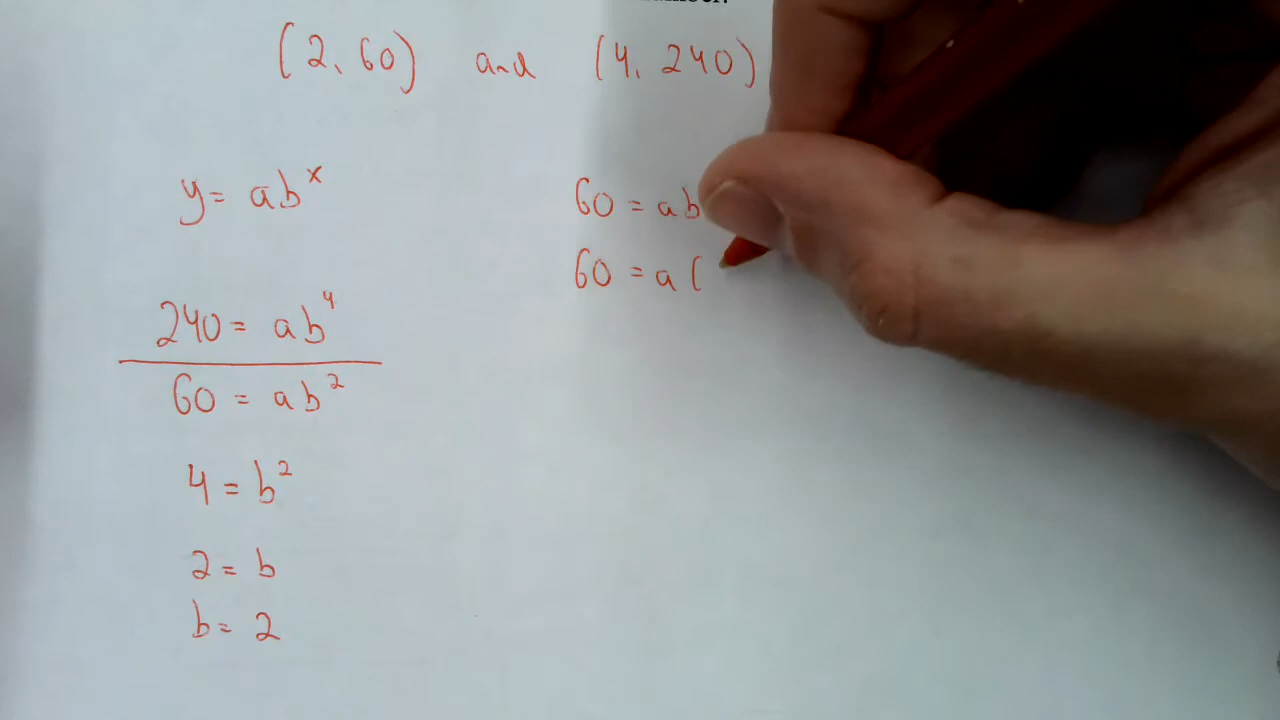 (2, 60) and (4, 240)
y = ab^x
240 = ab^4
60 = ab^2
4 = b^2
2 = b
b = 2
60 = ab
60 = a(